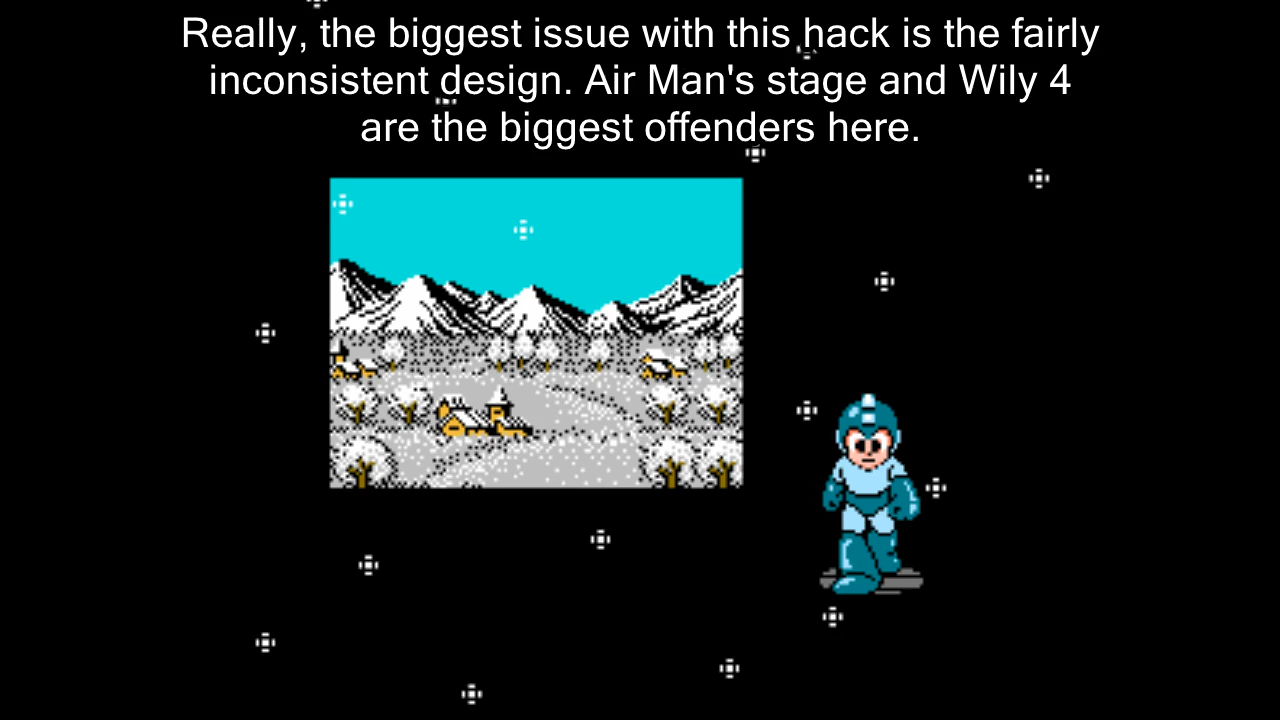 Really, the biggest issue with this hack is the fairly
inconsistent design. Air Man's stage and Wily 4
are the biggest offenders here.